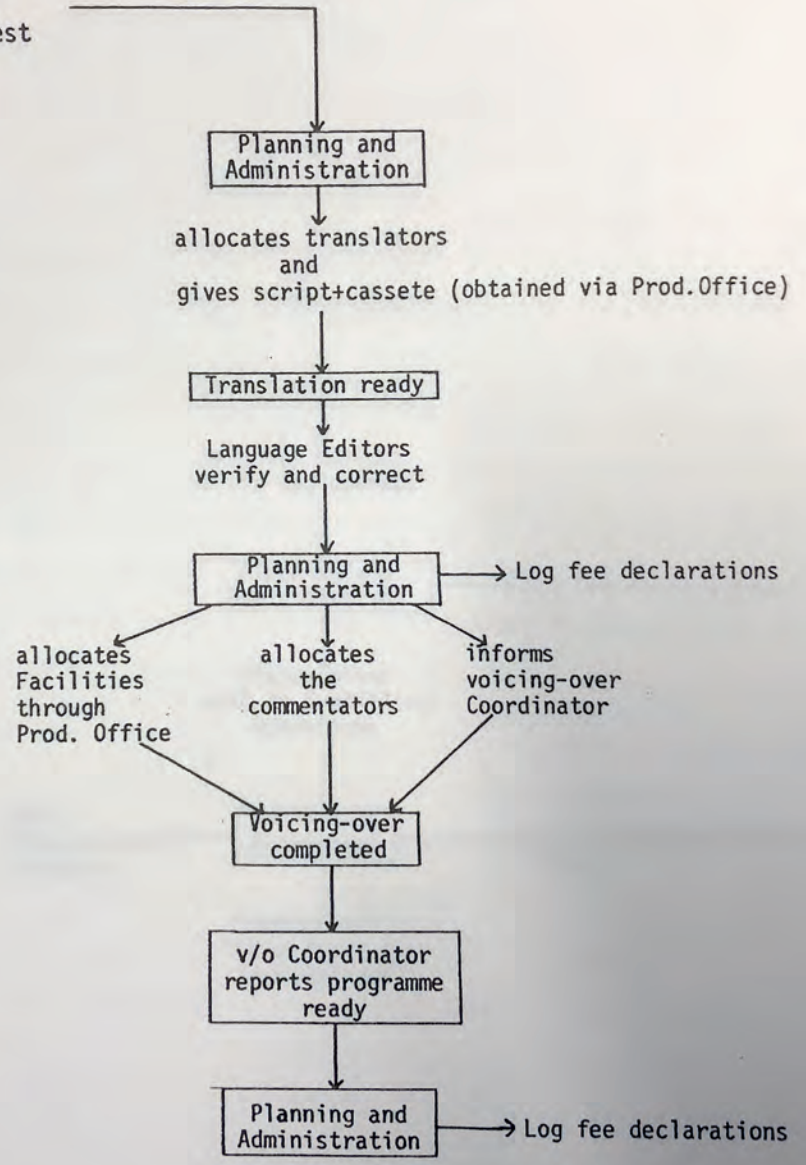 est
Planning and
Administration
allocates translators
and
gives script+cassete (obtained via Prod.Office)
Translation ready
Language Editors
verify and correct
Planning and
Administration
Log fee declarations
allocates
Facilities
through
Prod. Office
allocates
the
commentators
informs
voicing-over
Coordinator
Voicing-over
completed
v/o Coordinator
reports programme
ready
Planning and
Administration
Log fee declarations